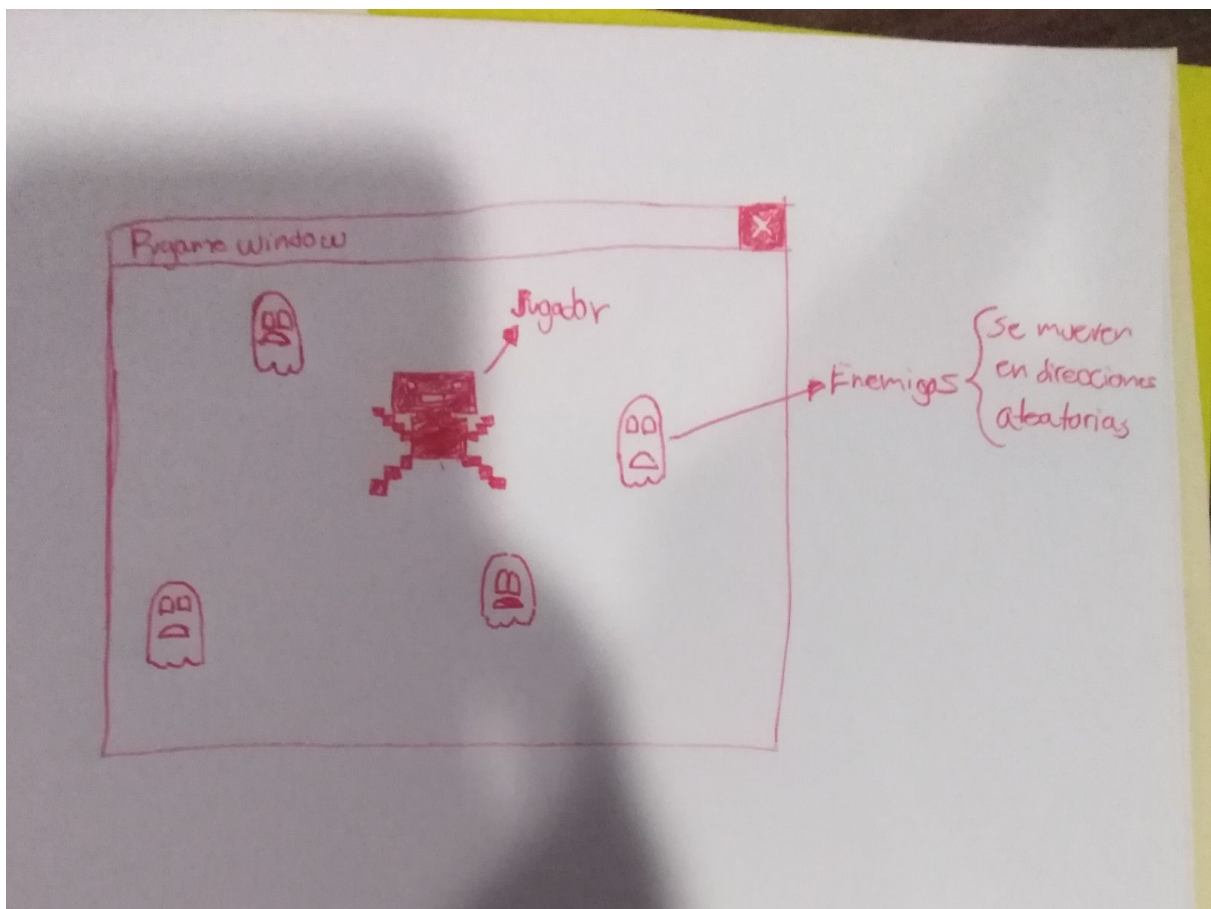 Pygame window
Jugador
Enemigos
Se mueven
en direcciones
aleatorias